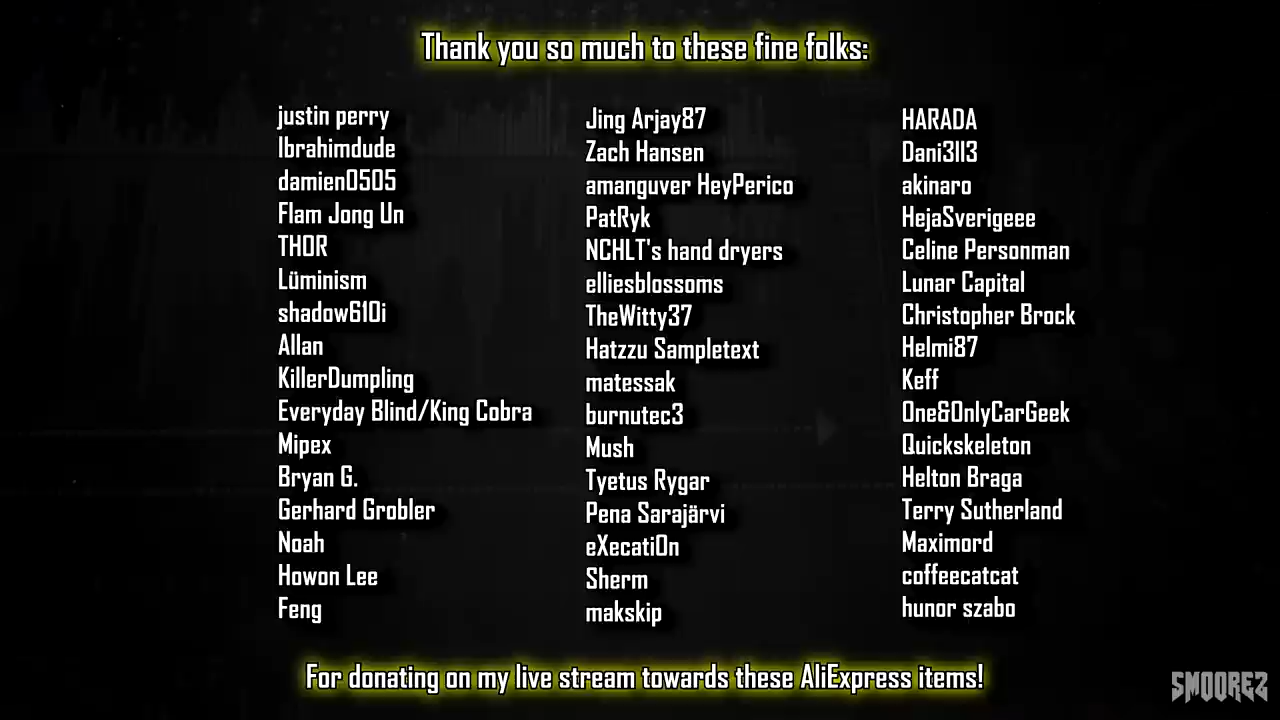 Thank you so much to these fine folks:
justin perry
Ibrahimdude
damien0505
Flam Jong Un
THOR
Lüminism
shadow610i
Allan
KillerDumpling
Everyday Blind/King Cobra
Mipex
Bryan G.
Gerhard Grobler
Noah
Howon Lee
Feng
Jing Arjay87
Zach Hansen
amanguver HeyPerico
PatRyk
NCHLT's hand dryers
elliesblossoms
TheWitty37
Hatzzu Sampletext
matessak
burnutec3
Mush
Tyetus Rygar
Pena Sarajärvi
eXecati0n
Sherm
makskip
HARADA
Dani3ll3
akinaro
HejaSverigeee
Celine Personman
Lunar Capital
Christopher Brock
Helmi87
Keff
One&OnlyCarGeek
Quickskeleton
Helton Braga
Terry Sutherland
Maximord
coffeecatcat
hunor szabo
For donating on my live stream towards these AliExpress items!
SMOOREZ